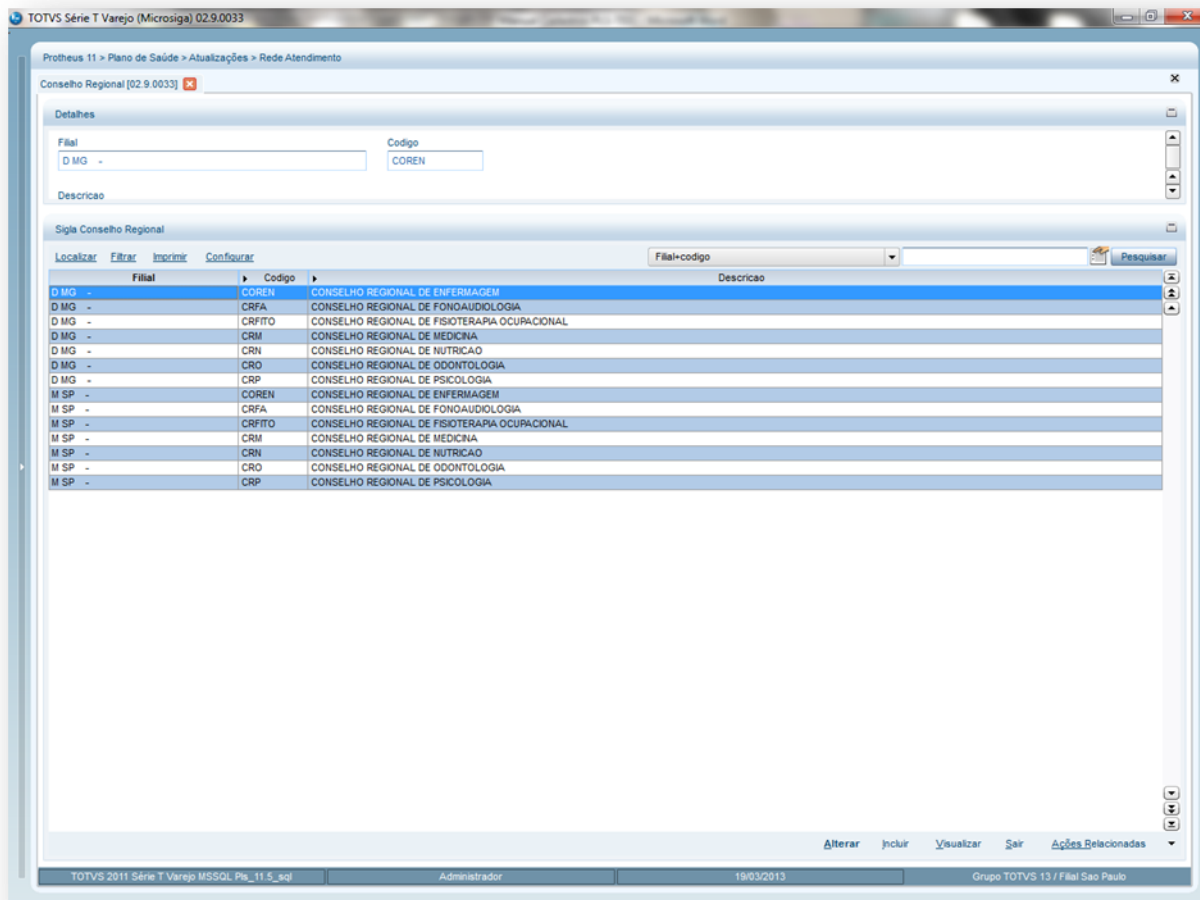 TOTVS Série T Varejo (Microsiga) 02.9.0033
Protheus 11 > Plano de Saúde > Atualizações > Rede Atendimento
Conselho Regional [02.9.0033]
Detalhes
Filial Codigo
D MG - COREN
Descricao
Sigla Conselho Regional
Localizar Filtrar Imprimir Configurar Filial+codigo Pesquisar
Filial Codigo Descricao
D MG - COREN CONSELHO REGIONAL DE ENFERMAGEM
D MG - CRFA CONSELHO REGIONAL DE FONOAUDIOLOGIA
D MG - CRFITO CONSELHO REGIONAL DE FISIOTERAPIA OCUPACIONAL
D MG - CRM CONSELHO REGIONAL DE MEDICINA
D MG - CRN CONSELHO REGIONAL DE NUTRICAO
D MG - CRO CONSELHO REGIONAL DE ODONTOLOGIA
D MG - CRP CONSELHO REGIONAL DE PSICOLOGIA
M SP - COREN CONSELHO REGIONAL DE ENFERMAGEM
M SP - CRFA CONSELHO REGIONAL DE FONOAUDIOLOGIA
M SP - CRFITO CONSELHO REGIONAL DE FISIOTERAPIA OCUPACIONAL
M SP - CRM CONSELHO REGIONAL DE MEDICINA
M SP - CRN CONSELHO REGIONAL DE NUTRICAO
M SP - CRO CONSELHO REGIONAL DE ODONTOLOGIA
M SP - CRP CONSELHO REGIONAL DE PSICOLOGIA
Alterar Incluir Visualizar Sair Ações Relacionadas
TOTVS 2011 Série T Varejo MSSQL Pls_11.5_sql Administrador 19/03/2013 Grupo TOTVS 13 / Filial Sao Paulo